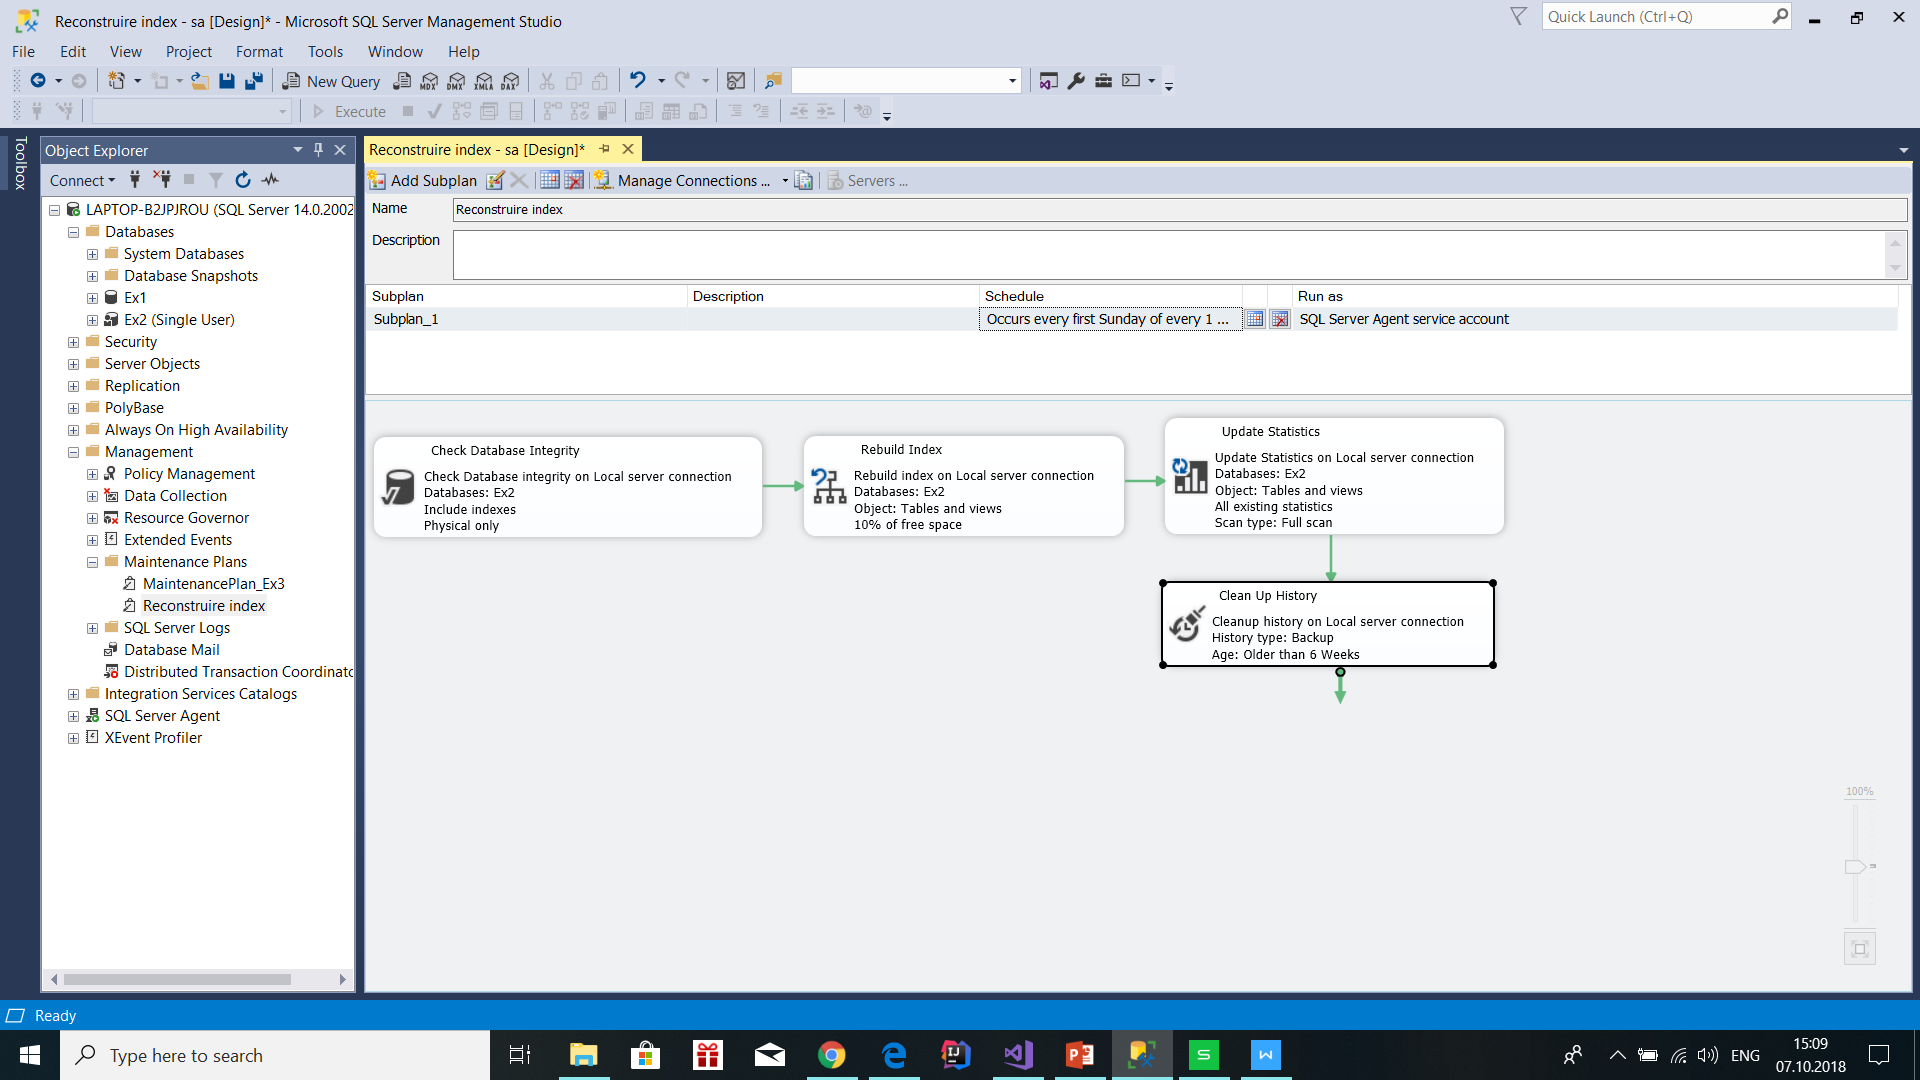 Reconstruire index - sa [Design]* - Microsoft SQL Server Management Studio
Quick Launch (Ctrl+Q)
File Edit View Project Format Tools Window Help
New Query MDX DMX XMLA DAX
Execute
Toolbox
Object Explorer
Connect
LAPTOP-B2JPJROU (SQL Server 14.0.2002
Databases
System Databases
Database Snapshots
Ex1
Ex2 (Single User)
Security
Server Objects
Replication
PolyBase
Always On High Availability
Management
Policy Management
Data Collection
Resource Governor
Extended Events
Maintenance Plans
MaintenancePlan_Ex3
Reconstruire index
SQL Server Logs
Database Mail
Distributed Transaction Coordinato
Integration Services Catalogs
SQL Server Agent
XEvent Profiler
Reconstruire index - sa [Design]*
Add Subplan Manage Connections ... Servers ...
Name Reconstruire index
Description
Subplan Description Schedule Run as
Subplan_1 Occurs every first Sunday of every 1 ... SQL Server Agent service account
Check Database Integrity
Check Database integrity on Local server connection
Databases: Ex2
Include indexes
Physical only
Rebuild Index
Rebuild index on Local server connection
Databases: Ex2
Object: Tables and views
10% of free space
Update Statistics
Update Statistics on Local server connection
Databases: Ex2
Object: Tables and views
All existing statistics
Scan type: Full scan
Clean Up History
Cleanup history on Local server connection
History type: Backup
Age: Older than 6 Weeks
100%
Ready
Type here to search
ENG
15:09
07.10.2018